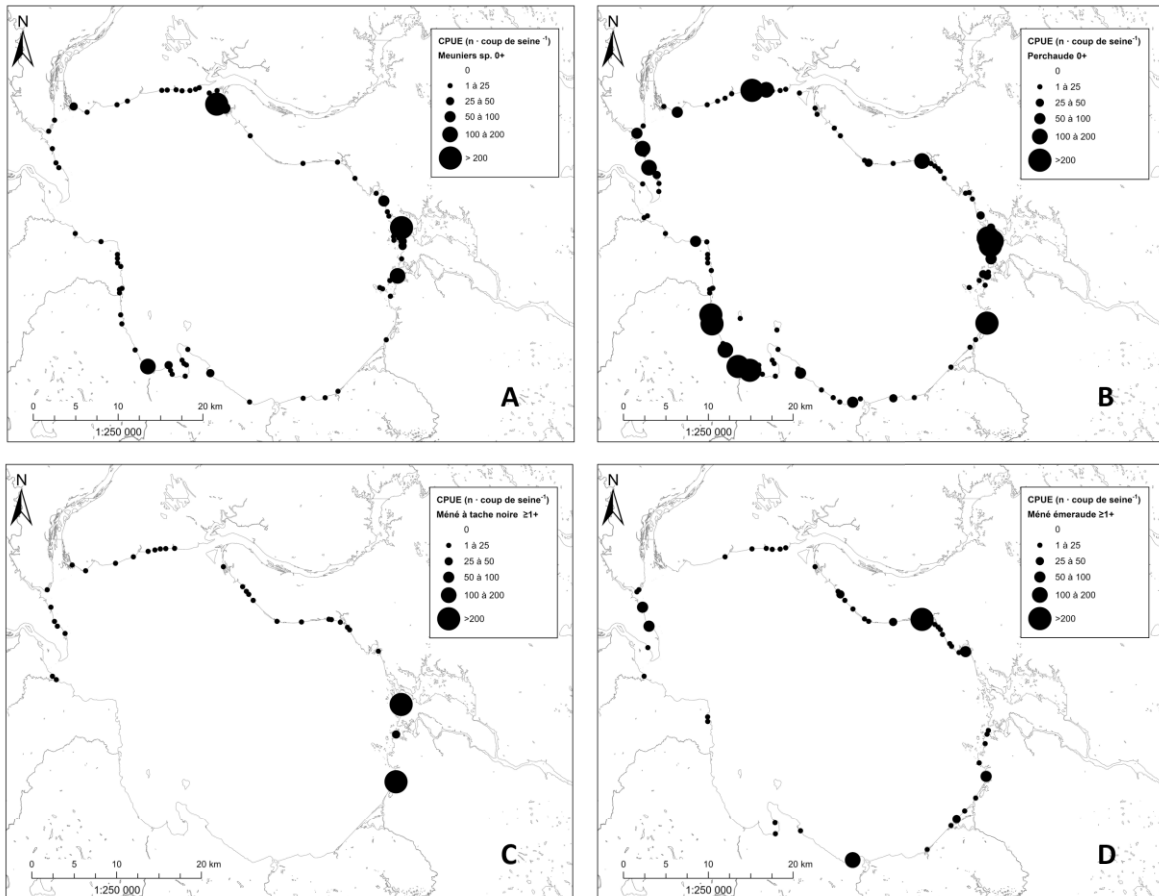 N
CPUE (n · coup de seine -1)
Meuniers sp. 0+
0
1 à 25
25 à 50
50 à 100
100 à 200
> 200
0 5 10 20 km
1:250 000
A
N
CPUE (n · coup de seine-1)
Perchaude 0+
0
1 à 25
25 à 50
50 à 100
100 à 200
>200
0 5 10 20 km
1:250 000
B
N
CPUE (n · coup de seine-1)
Méné à tache noire ≥1+
0
1 à 25
25 à 50
50 à 100
100 à 200
>200
0 5 10 20 km
1:250 000
C
N
CPUE (n · coup de seine-1)
Méné émeraude ≥1+
0
1 à 25
25 à 50
50 à 100
100 à 200
>200
0 5 10 20 km
1:250 000
D